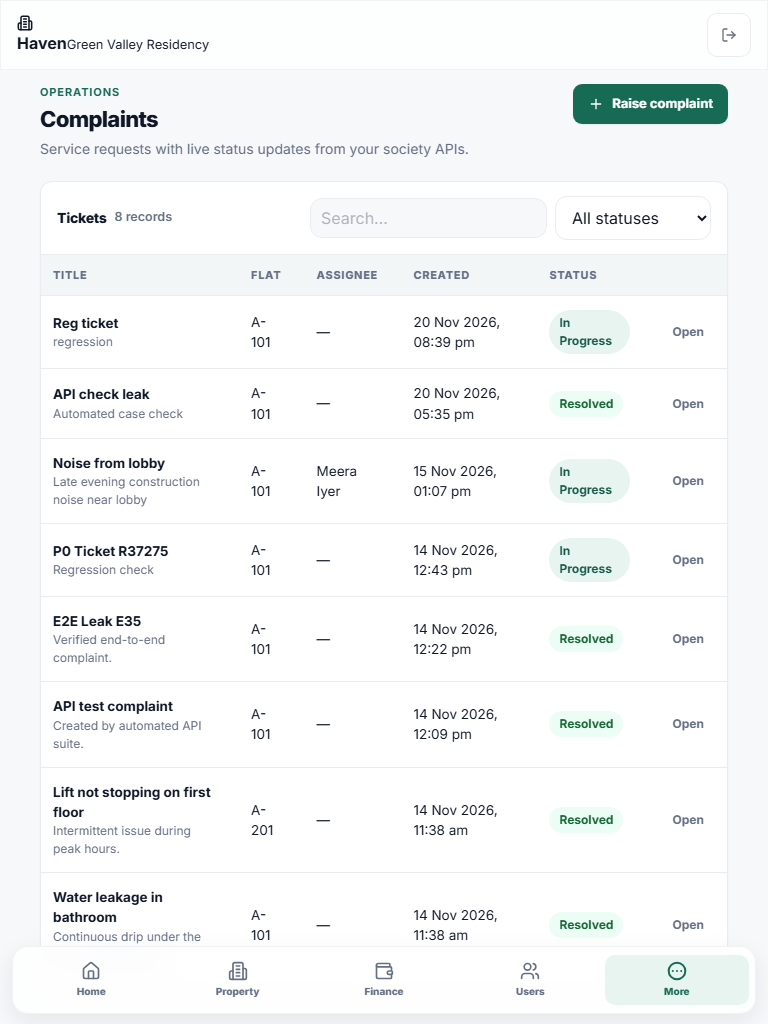 HavenGreen Valley Residency
OPERATIONS
Complaints
Service requests with live status updates from your society APIs.
+ Raise complaint
Tickets 8 records
Search...
All statuses
TITLE FLAT ASSIGNEE CREATED STATUS
Reg ticket
regression
A-
101
—
20 Nov 2026,
08:39 pm
In
Progress
Open
API check leak
Automated case check
A-
101
—
20 Nov 2026,
05:35 pm
Resolved
Open
Noise from lobby
Late evening construction
noise near lobby
A-
101
Meera
Iyer
15 Nov 2026,
01:07 pm
In
Progress
Open
P0 Ticket R37275
Regression check
A-
101
—
14 Nov 2026,
12:43 pm
In
Progress
Open
E2E Leak E35
Verified end-to-end
complaint.
A-
101
—
14 Nov 2026,
12:22 pm
Resolved
Open
API test complaint
Created by automated API
suite.
A-
101
—
14 Nov 2026,
12:09 pm
Resolved
Open
Lift not stopping on first
floor
Intermittent issue during
peak hours.
A-
201
—
14 Nov 2026,
11:38 am
Resolved
Open
Water leakage in
bathroom
Continuous drip under the
A-
101
—
14 Nov 2026,
11:38 am
Resolved
Open
Home
Property
Finance
Users
More